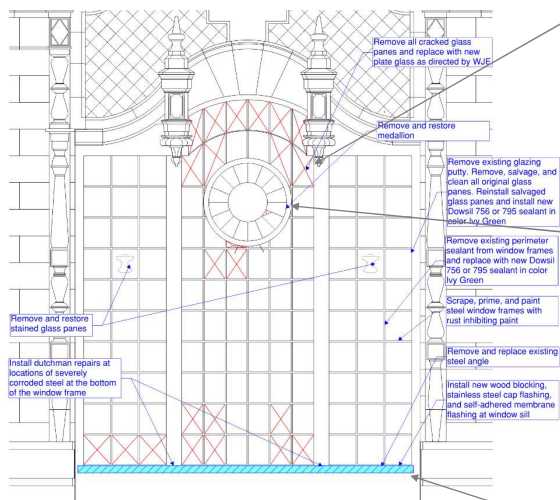 Remove all cracked glass
panes and replace with new
plate glass as directed by WJE
Remove and restore
medallion
Remove existing glazing
putty. Remove, salvage, and
clean all original glass
panes. Reinstall salvaged
glass panes and install new
Dowsil 756 or 795 sealant in
color Ivy Green
Remove existing perimeter
sealant from window frames
and replace with new Dowsil
756 or 795 sealant in color
Ivy Green
Remove and restore
stained glass panes
Scrape, prime, and paint
steel window frames with
rust inhibiting paint
Remove and replace existing
steel angle
Install dutchman repairs at
locations of severely
corroded steel at the bottom
of the window frame
Install new wood blocking,
stainless steel cap flashing,
and self-adhered membrane
flashing at window sill